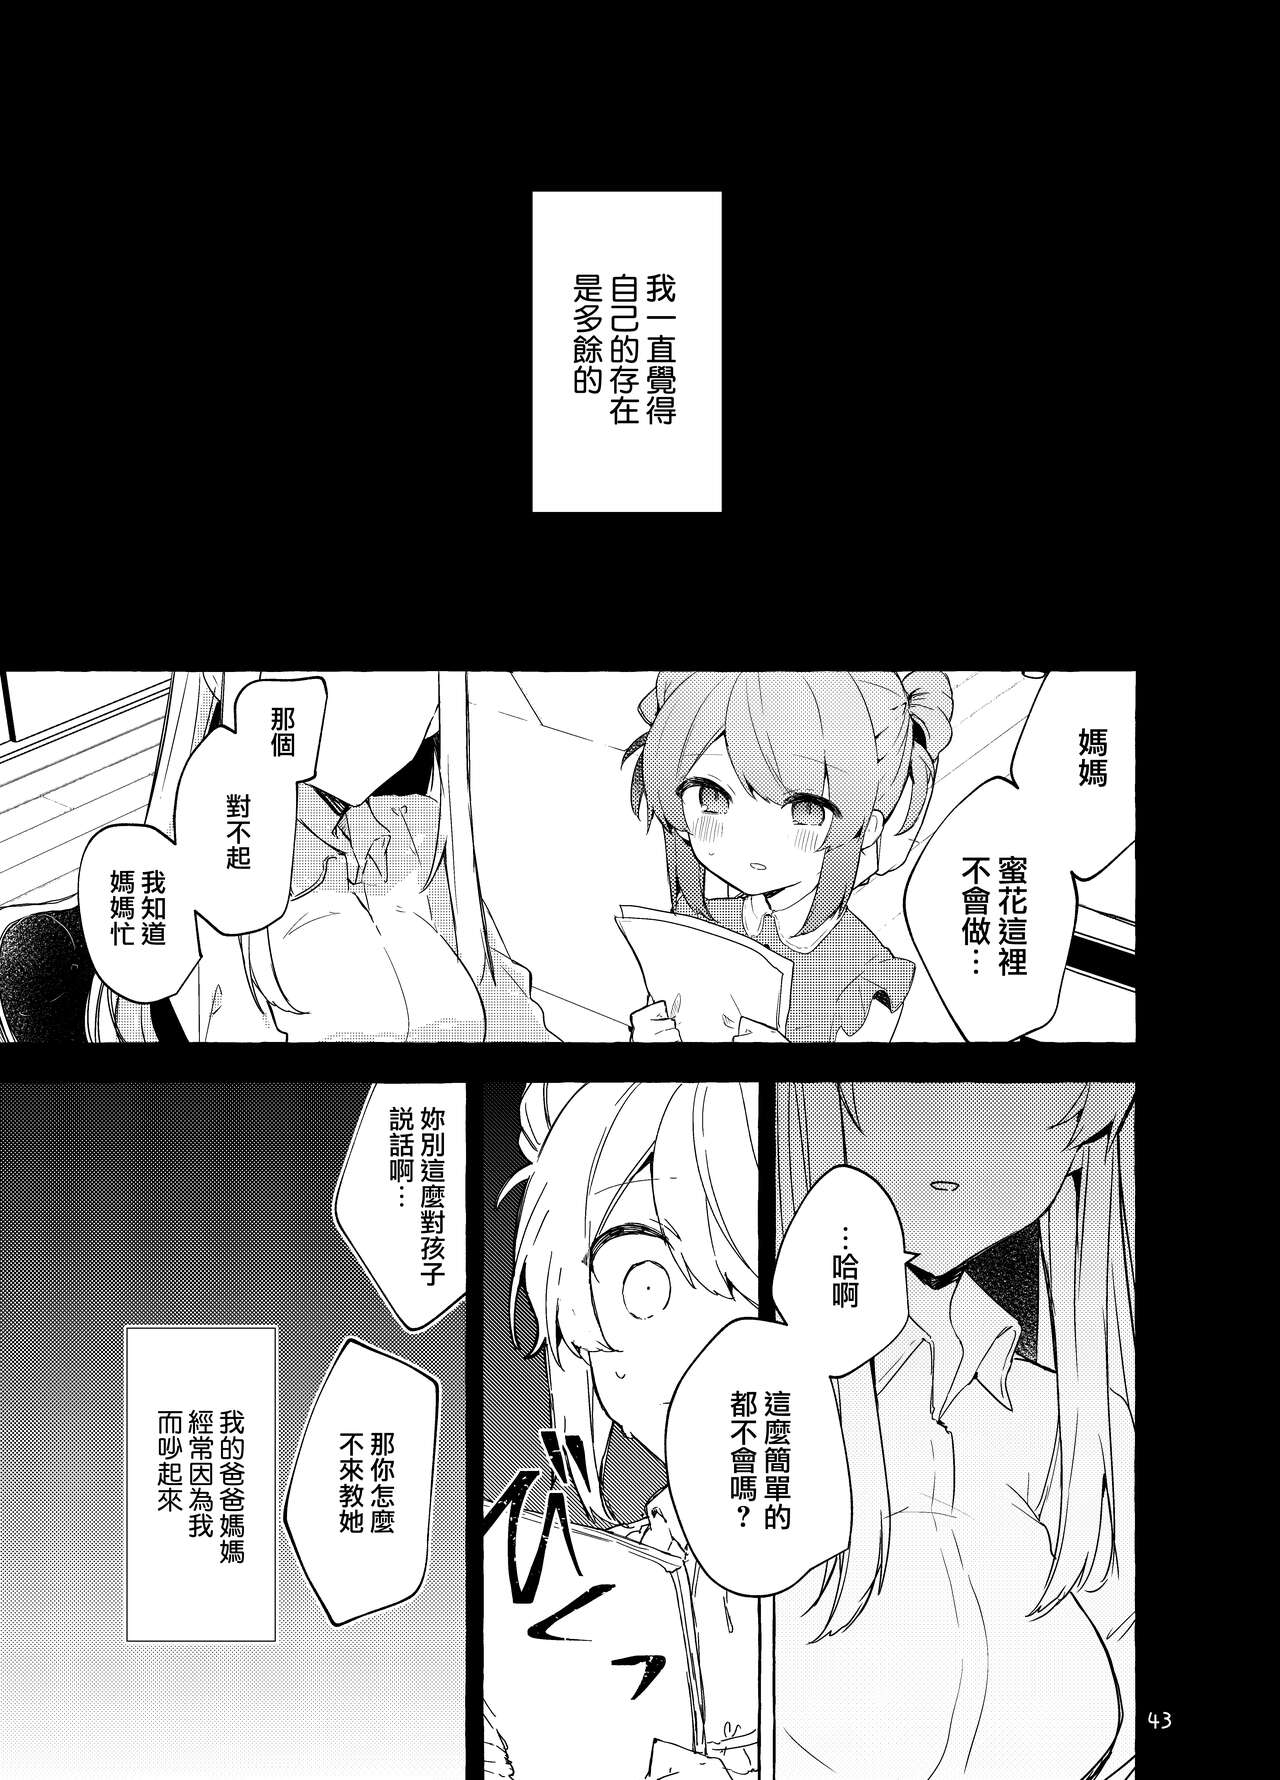 我一直覺得
自己的存在
是多餘的
媽媽
蜜花這裡
不會做…
那個
對不起
我知道
媽媽忙
…哈啊
這麼簡單的
都不會嗎?
ビクッ
妳別這麼對孩子
說話啊…
那你怎麼
不來教她
我的爸爸媽媽
經常因為我
而吵起來
43